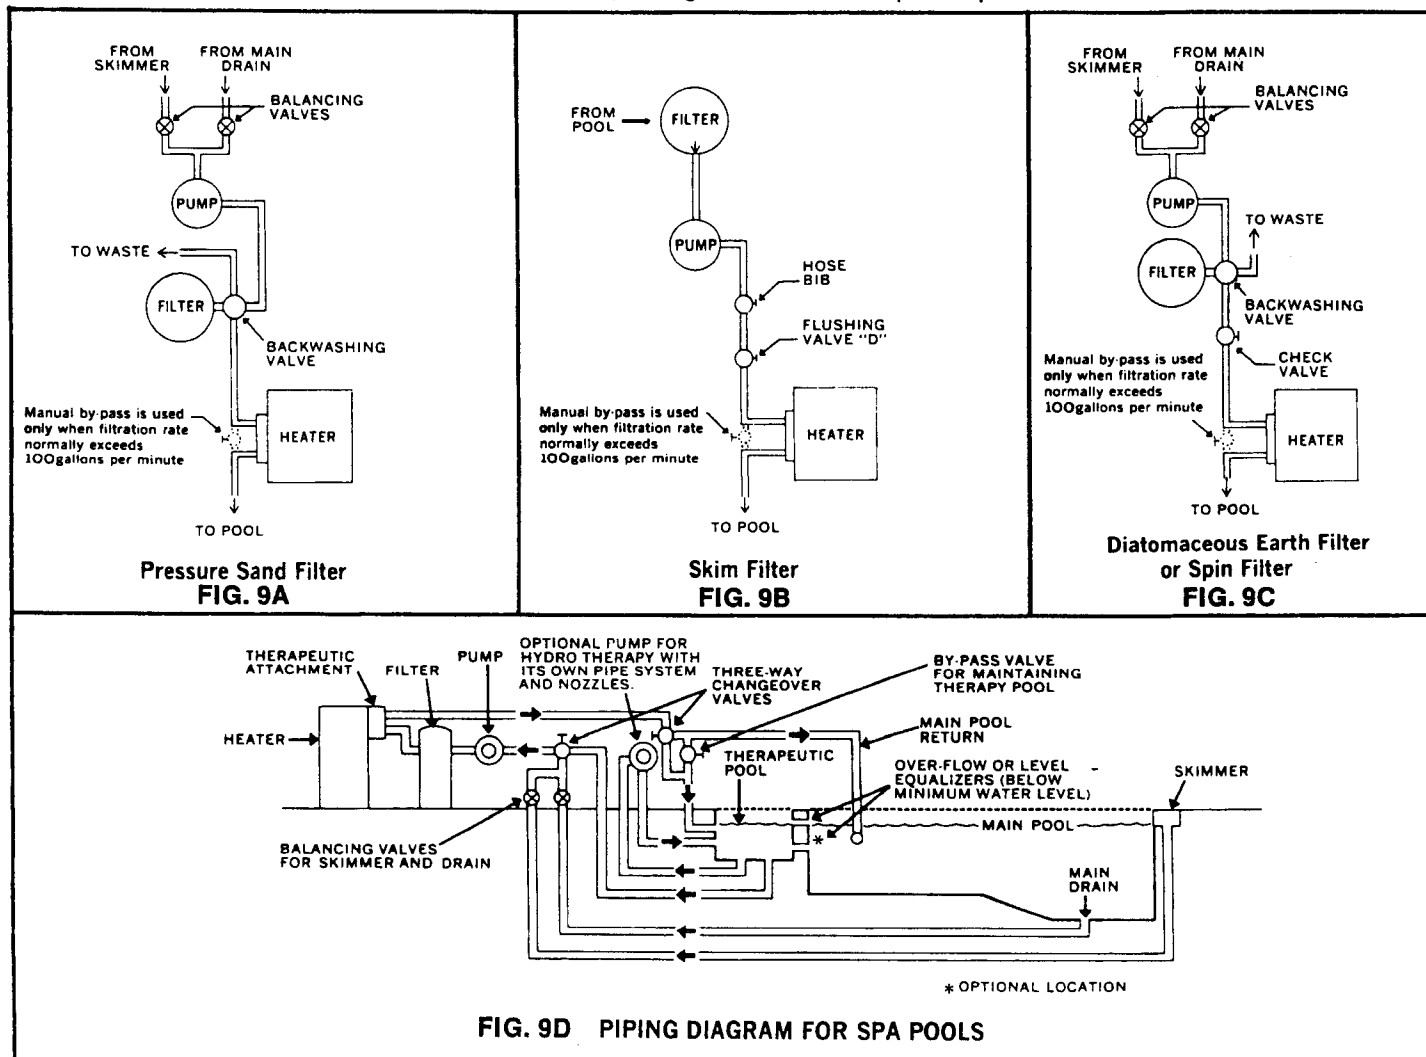 FROM
SKIMMER
FROM MAIN
DRAIN
BALANCING
VALVES
PUMP
TO WASTE
FILTER
BACKWASHING
VALVE
Manual by-pass is used
only when filtration rate
normally exceeds
100gallons per minute
HEATER
TO POOL
Pressure Sand Filter
FIG. 9A
FROM
POOL
FILTER
PUMP
HOSE
BIB
FLUSHING
VALVE "D"
Manual by-pass is used
only when filtration rate
normally exceeds
100gallons per minute
HEATER
TO POOL
Skim Filter
FIG. 9B
FROM
SKIMMER
FROM MAIN
DRAIN
BALANCING
VALVES
PUMP
TO WASTE
FILTER
BACKWASHING
VALVE
CHECK
VALVE
Manual by-pass is used
only when filtration rate
normally exceeds
100gallons per minute
HEATER
TO POOL
Diatomaceous Earth Filter
or Spin Filter
FIG. 9C
THERAPEUTIC
ATTACHMENT
FILTER
PUMP
OPTIONAL PUMP FOR
HYDRO THERAPY WITH
ITS OWN PIPE SYSTEM
AND NOZZLES.
THREE-WAY
CHANGEOVER
VALVES
BY-PASS VALVE
FOR MAINTAINING
THERAPY POOL
HEATER
MAIN POOL
RETURN
THERAPEUTIC
POOL
OVER-FLOW OR LEVEL
EQUALIZERS (BELOW
MINIMUM WATER LEVEL)
SKIMMER
MAIN POOL
*
BALANCING VALVES
FOR SKIMMER AND DRAIN
MAIN
DRAIN
* OPTIONAL LOCATION
FIG. 9D PIPING DIAGRAM FOR SPA POOLS